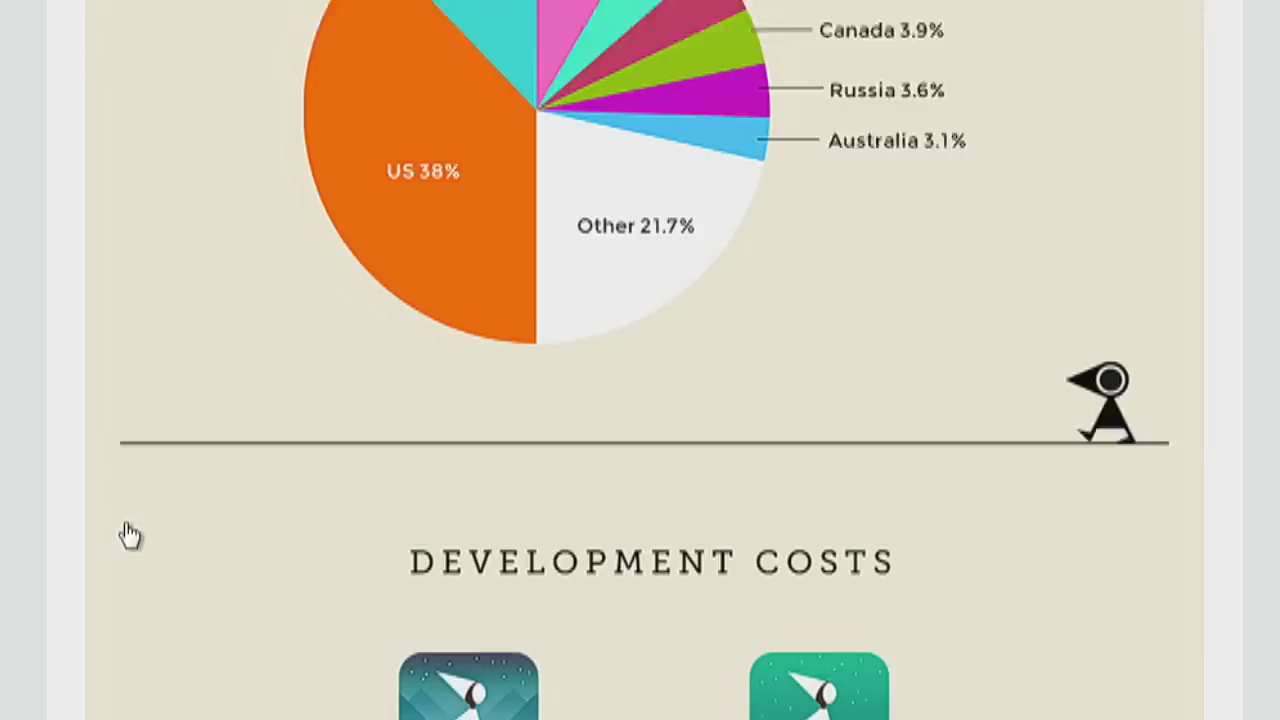 Canada 3.9%
Russia 3.6%
Australia 3.1%
US 38%
Other 21.7%
DEVELOPMENT COSTS